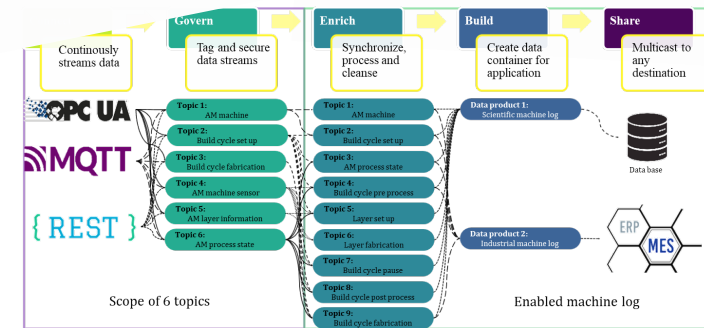 Govern
Enrich
Build
Share
Continously
streams data
Tag and secure
data streams
Synchronize,
process and
cleanse
Create data
container for
application
Multicast to
any
destination
OPC UA
MQTT
{ REST }
Topic 1:
AM machine
Topic 2:
Build cycle set up
Topic 3:
Build cycle fabrication
Topic 4:
AM machine sensor
Topic 5:
AM layer information
Topic 6:
AM process state
Topic 1:
AM machine
Topic 2:
Build cycle set up
Topic 3:
AM process state
Topic 4:
Build cycle pre process
Topic 5:
Layer set up
Topic 6:
Layer fabrication
Topic 7:
Build cycle pause
Topic 8:
Build cycle post process
Topic 9:
Build cycle fabrication
Data product 1:
Scientific machine log
Data product 2:
Industrial machine log
Data base
ERP
MES
Scope of 6 topics
Enabled machine log